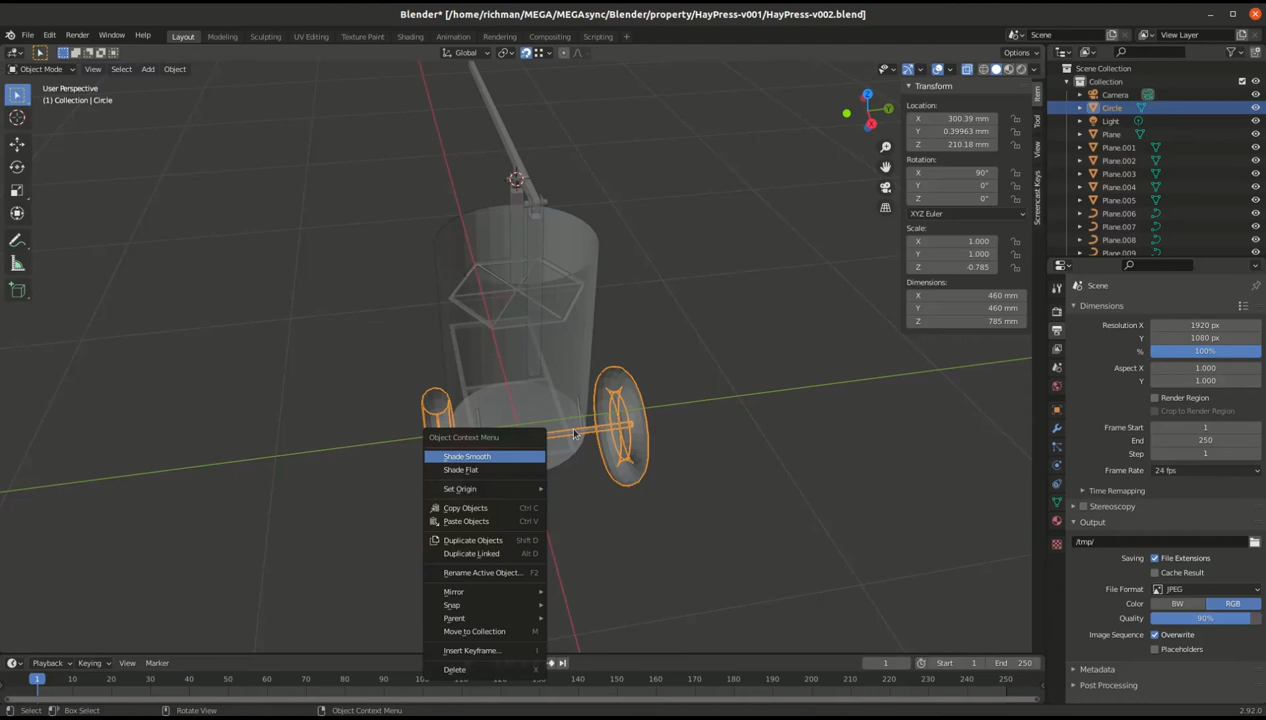 Blender* [/home/richman/MEGA/MEGAsync/Blender/property/HayPress-v001/HayPress-v002.blend]
File Edit Render Window Help Layout Modeling Sculpting UV Editing Texture Paint Shading Animation Rendering Compositing Scripting + Scene View Layer
Global Options
Object Mode View Select Add Object
User Perspective
(1) Collection | Circle
Transform
Location:
X 300.39 mm
Y 0.39963 mm
Z 210.18 mm
Rotation:
X 90°
Y 0°
Z 0°
XYZ Euler
Scale:
X 1.000
Y 1.000
Z -0.785
Dimensions:
X 460 mm
Y 460 mm
Z 785 mm
Item
Tool
View
Screencast Keys
Z
Y
X
Scene Collection
Collection
Camera
Circle
Light
Plane
Plane.001
Plane.002
Plane.003
Plane.004
Plane.005
Plane.006
Plane.007
Plane.008
Plane.009
Scene
Dimensions
Resolution X 1920 px
Y 1080 px
% 100%
Aspect X 1.000
Y 1.000
Render Region
Crop to Render Region
Frame Start 1
End 250
Step 1
Frame Rate 24 fps
Time Remapping
Stereoscopy
Output
/tmp/
Saving File Extensions
Cache Result
File Format JPEG
Color BW RGB
Quality 90%
Image Sequence Overwrite
Placeholders
Metadata
Post Processing
Object Context Menu
Shade Smooth
Shade Flat
Set Origin
Copy Objects Ctrl C
Paste Objects Ctrl V
Duplicate Objects Shift D
Duplicate Linked Alt D
Rename Active Object... F2
Mirror
Snap
Parent
Move to Collection M
Insert Keyframe... I
Delete X
Playback Keying View Marker 1 Start 1 End 250
1 10 20 30 40 50 60 70 80 90 100 110 120 130 140 150 160 170 180 190 200 210 220 230 240 250
Select Box Select Rotate View Object Context Menu 2.92.0